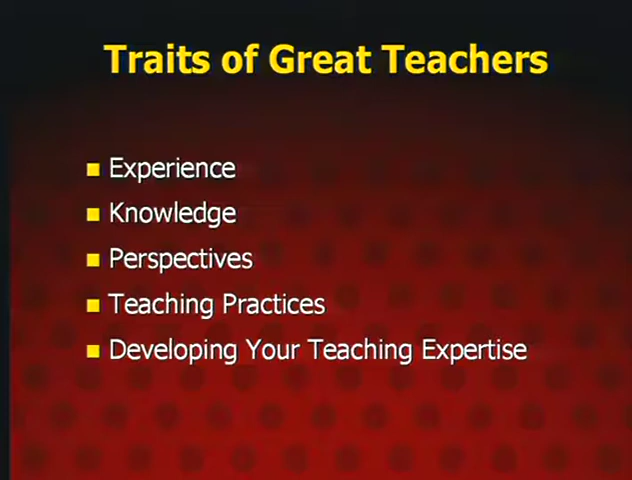 Traits of Great Teachers
Experience
Knowledge
Perspectives
Teaching Practices
Developing Your Teaching Expertise